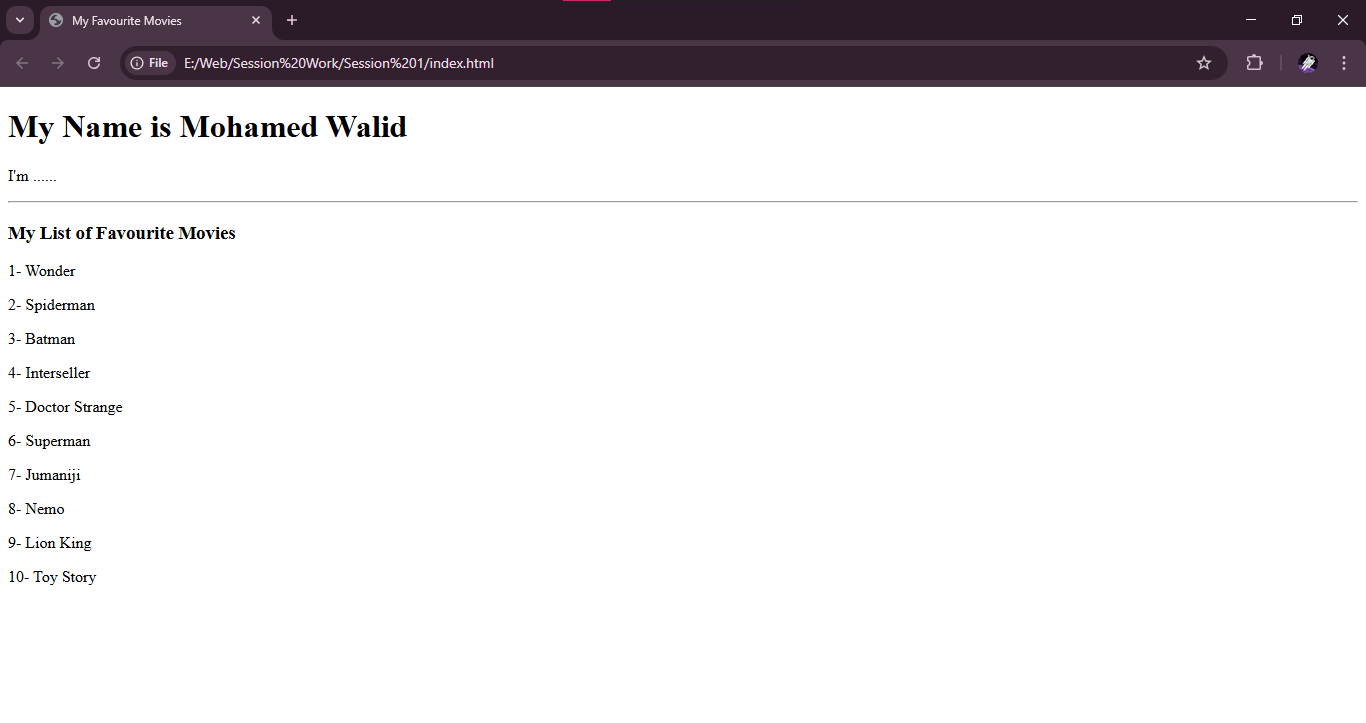 My Favourite Movies
File
E:/Web/Session%20Work/Session%201/index.html
My Name is Mohamed Walid
I'm ......
My List of Favourite Movies
1- Wonder
2- Spiderman
3- Batman
4- Interseller
5- Doctor Strange
6- Superman
7- Jumaniji
8- Nemo
9- Lion King
10- Toy Story